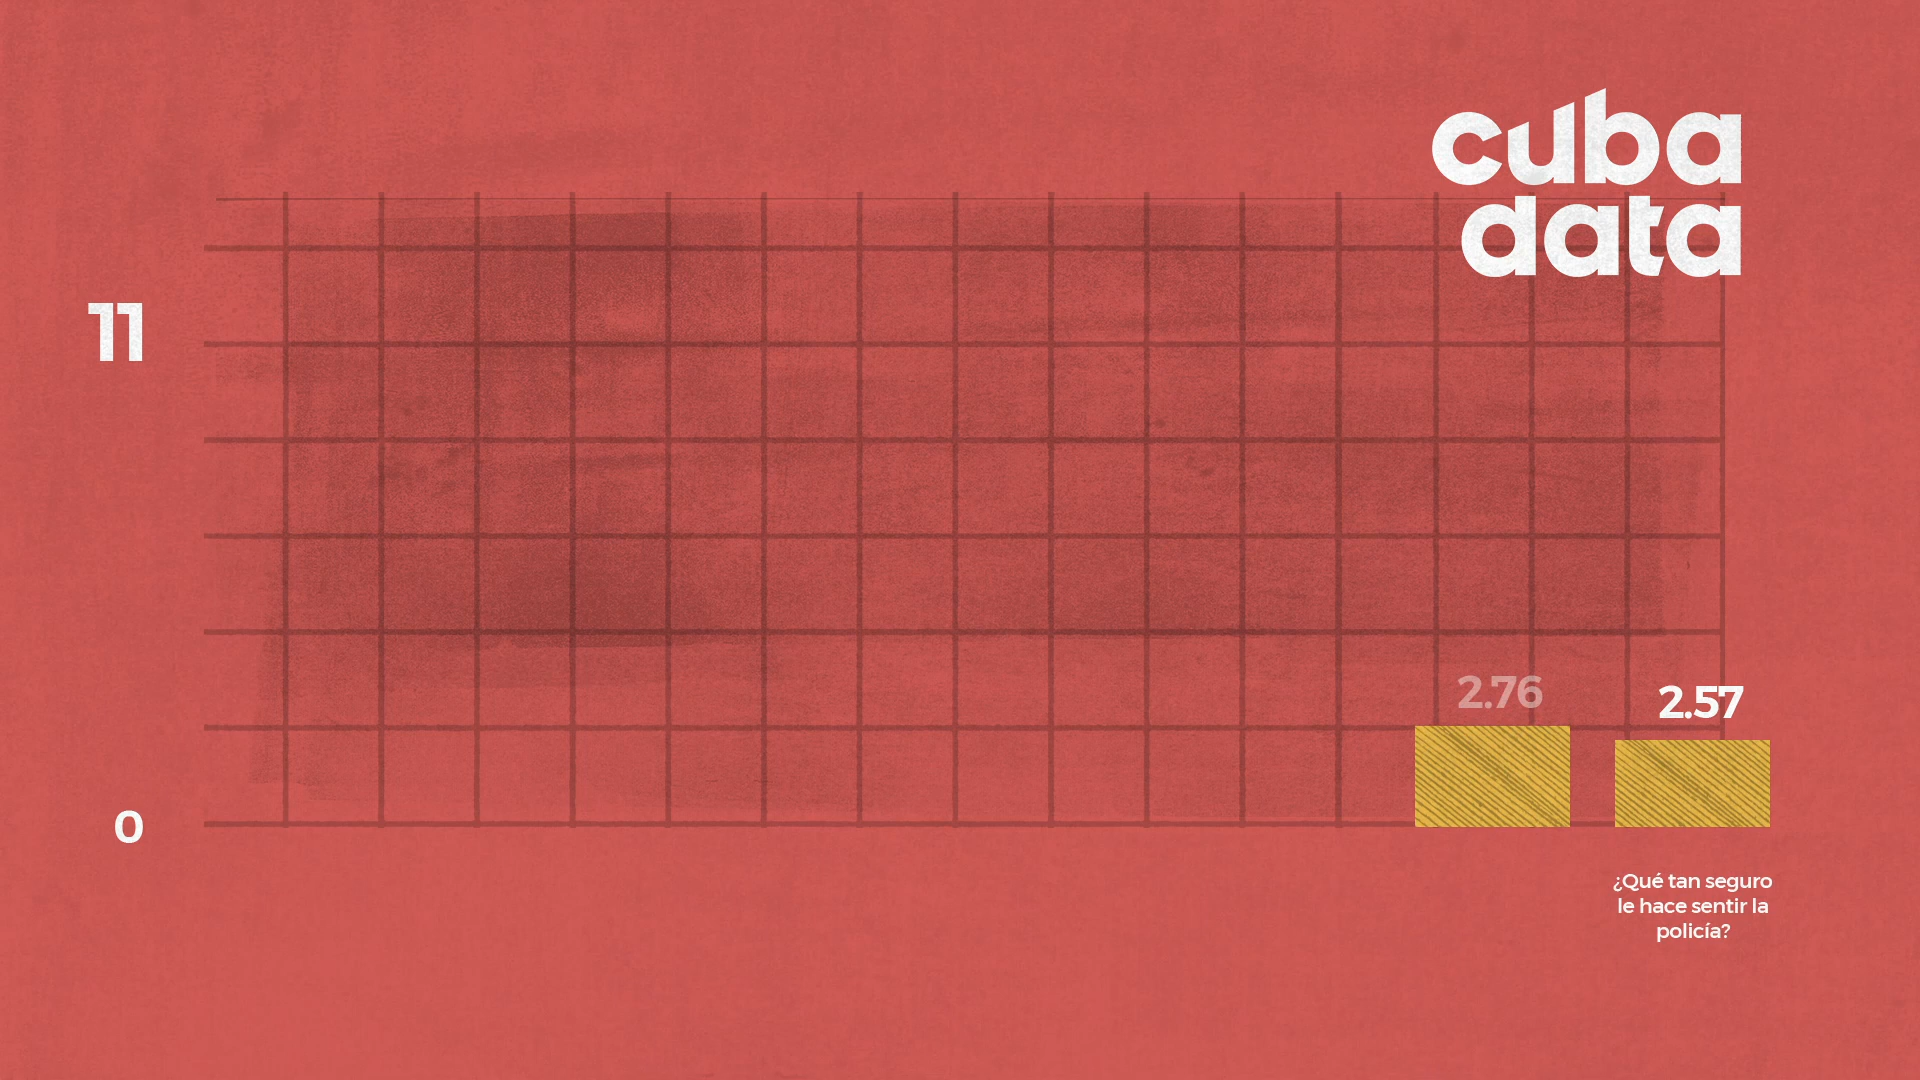 cuba
data
11
2.76
2.57
0
¿Qué tan seguro
le hace sentir la
policía?